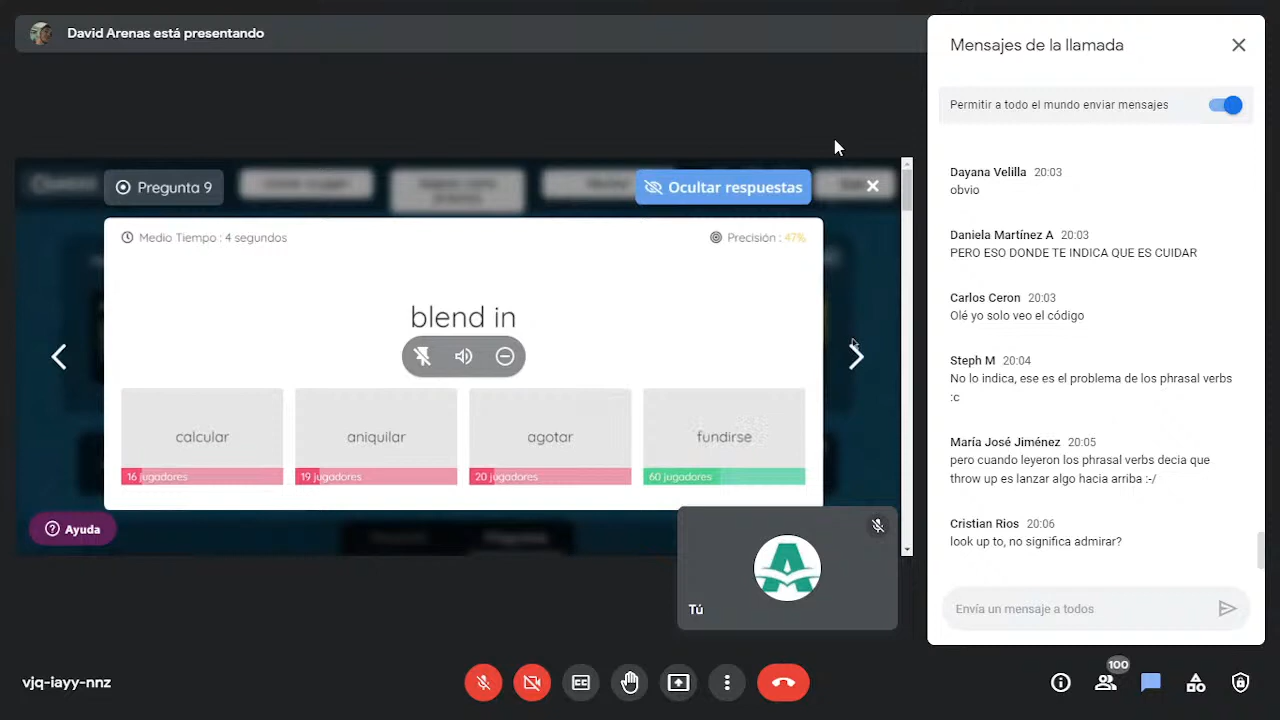 David Arenas está presentando
Pregunta 9
Ocultar respuestas
Medio Tiempo : 4 segundos
Precisión : 47%
blend in
calcular
aniquilar
agotar
fundirse
16 jugadores
19 jugadores
20 jugadores
60 jugadores
Ayuda
Tú
vjq-iayy-nnz
Mensajes de la llamada
Permitir a todo el mundo enviar mensajes
Dayana Velilla 20:03
obvio
Daniela Martínez A 20:03
PERO ESO DONDE TE INDICA QUE ES CUIDAR
Carlos Ceron 20:03
Olé yo solo veo el código
Steph M 20:04
No lo indica, ese es el problema de los phrasal verbs
:c
María José Jiménez 20:05
pero cuando leyeron los phrasal verbs decia que
throw up es lanzar algo hacia arriba :-/
Cristian Rios 20:06
look up to, no significa admirar?
Envía un mensaje a todos
100